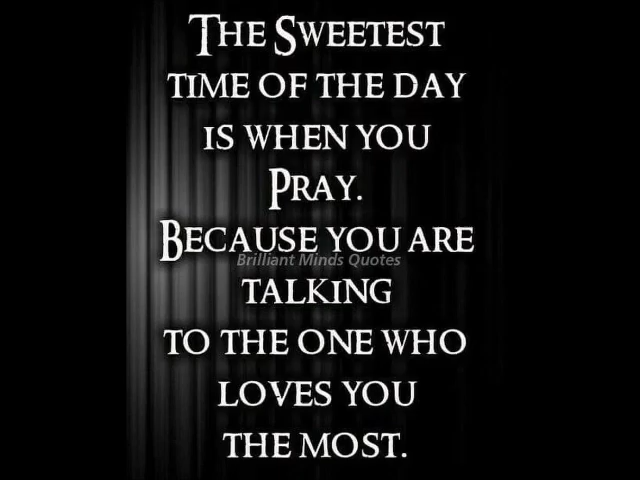 The Sweetest
time of the day
is when you
Pray.
Because you are
Brilliant Minds Quotes
talking
to the one who
loves you
the most.